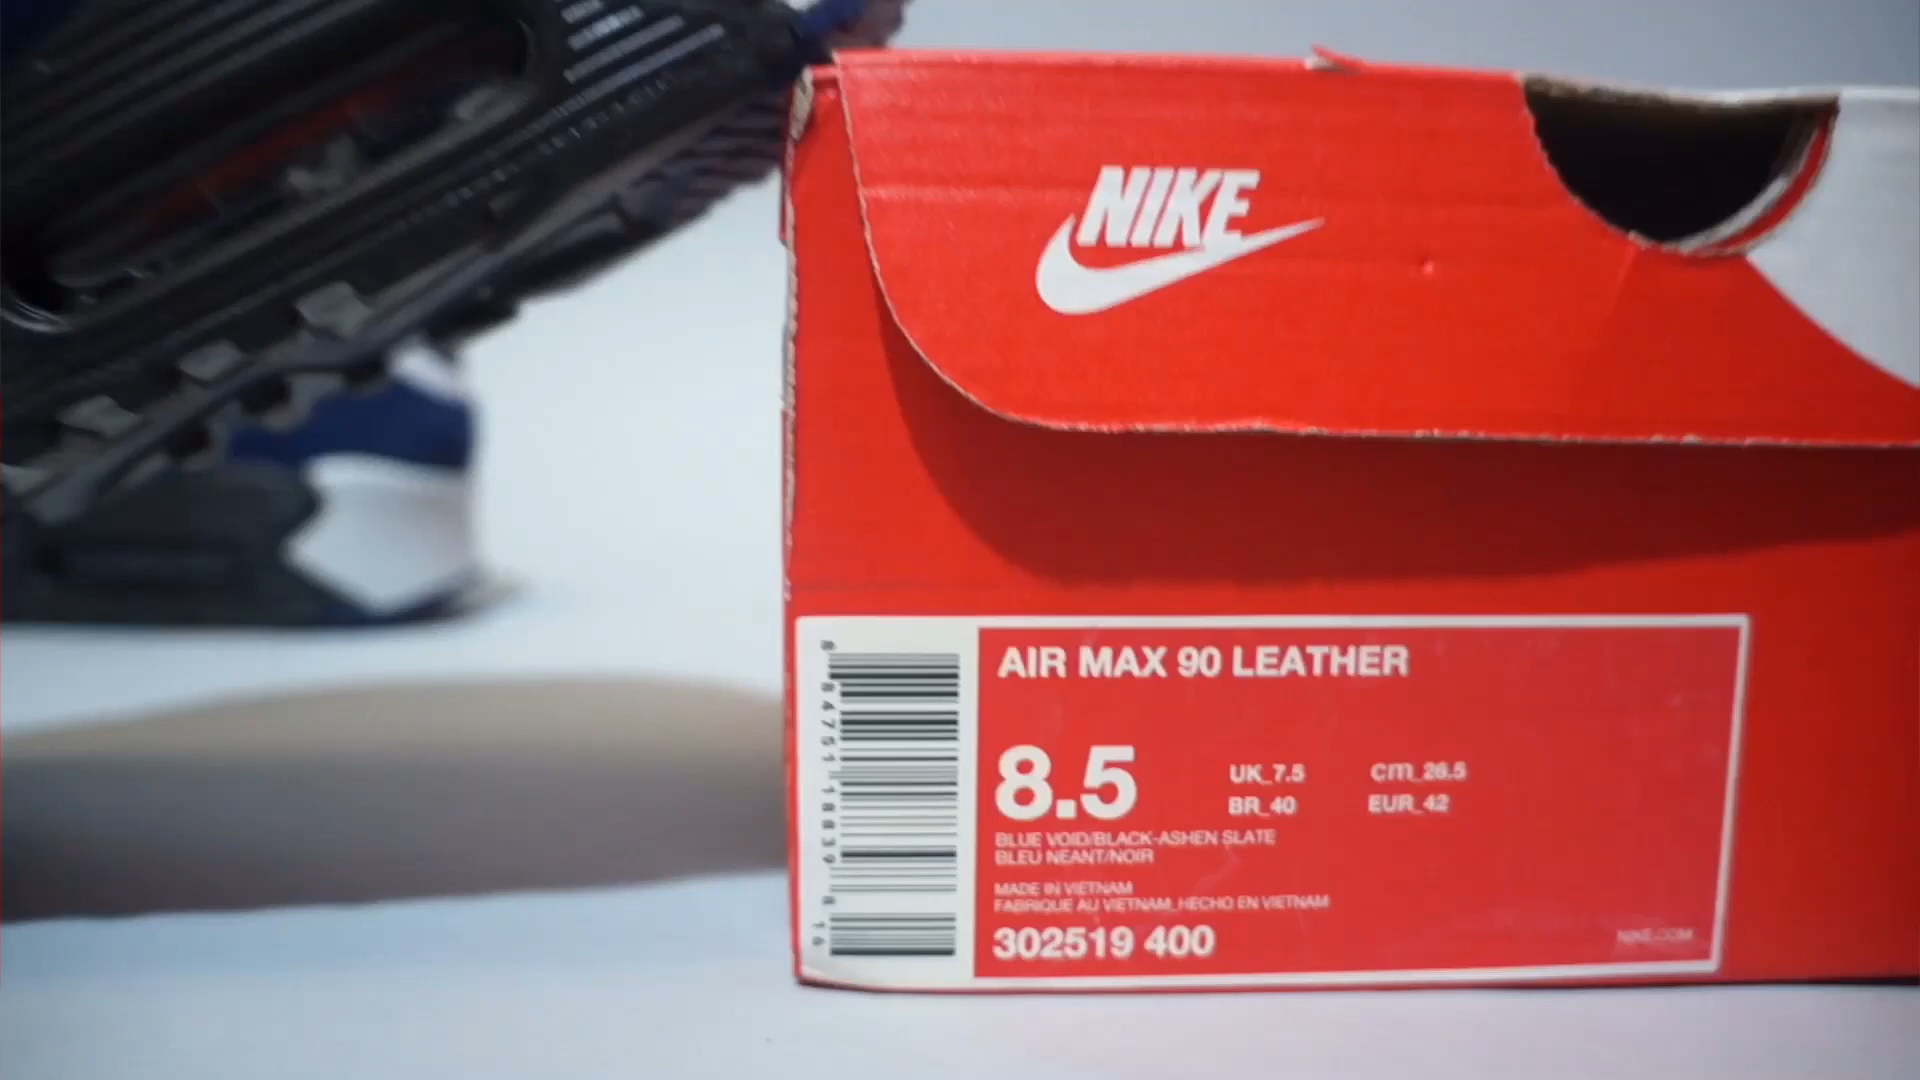 NIKE
AIR MAX 90 LEATHER
8.5
UK_7.5
cm_26.5
BR_40
EUR_42
BLUE VOID/BLACK-ASHEN SLATE
BLEU NEANT/NOIR
MADE IN VIETNAM
FABRIQUE AU VIETNAM_HECHO EN VIETNAM
302519 400
NIKE.COM